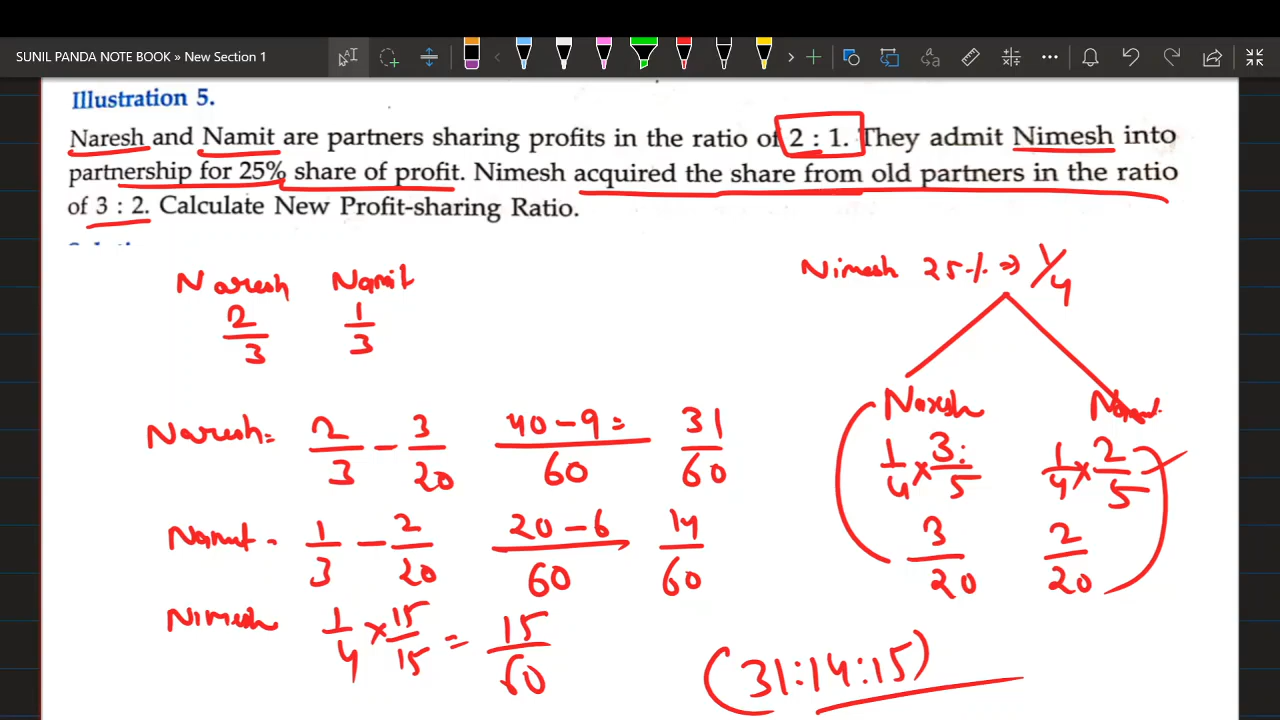 SUNIL PANDA NOTE BOOK » New Section 1
Illustration 5.
Naresh and Namit are partners sharing profits in the ratio of 2 : 1. They admit Nimesh into
partnership for 25% share of profit. Nimesh acquired the share from old partners in the ratio
of 3 : 2. Calculate New Profit-sharing Ratio.
Naresh Namit
2/3 1/3
Nimesh 25% ⇒ 1/4
Naresh Namit
1/4 × 3/5 1/4 × 2/5
3/20 2/20
Naresh = 2/3 − 3/20 40 − 9 / 60 = 31/60
Namit - 1/3 − 2/20 20 − 6 / 60 14/60
Nimesh 1/4 × 15/15 = 15/60
(31:14:15)